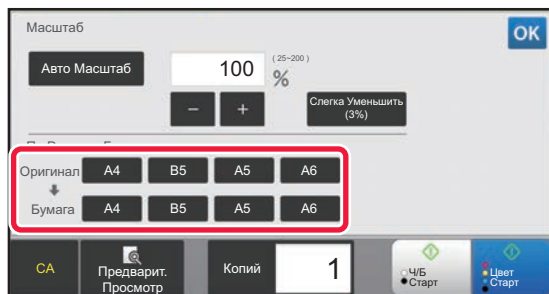 Масштаб
OK
Авто Масштаб
100
(25~200)
%
−
+
Слегка Уменьшить
(3%)
Оригинал
A4 B5 A5 A6
Бумага
A4 B5 A5 A6
CA
Предварит.
Просмотр
Копий
1
Ч/Б
Старт
Цвет
Старт